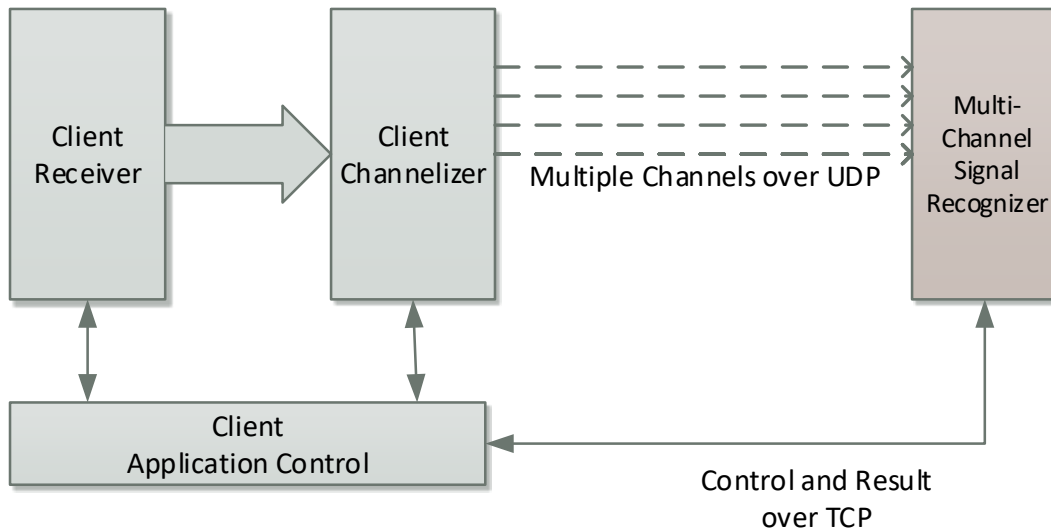 Client
Receiver
Client
Channelizer
Multiple Channels over UDP
Multi-
Channel
Signal
Recognizer
Client
Application Control
Control and Result
over TCP